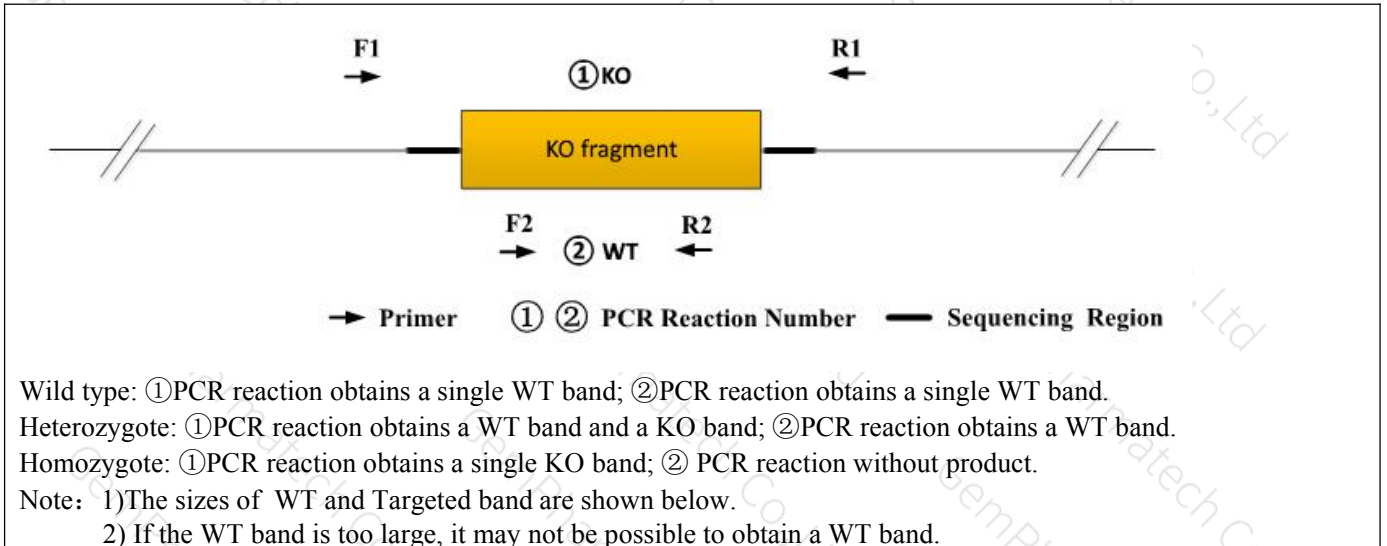 F1
R1
①KO
Co.,Ltd
KO fragment
F2
R2
② WT
Primer ① ② PCR Reaction Number Sequencing Region
.,Ltd
Wild type: ①PCR reaction obtains a single WT band; ②PCR reaction obtains a single WT band.
Heterozygote: ①PCR reaction obtains a WT band and a KO band; ②PCR reaction obtains a WT band.
Homozygote: ①PCR reaction obtains a single KO band; ② PCR reaction without product.
Note：1)The sizes of WT and Targeted band are shown below.
2) If the WT band is too large, it may not be possible to obtain a WT band.